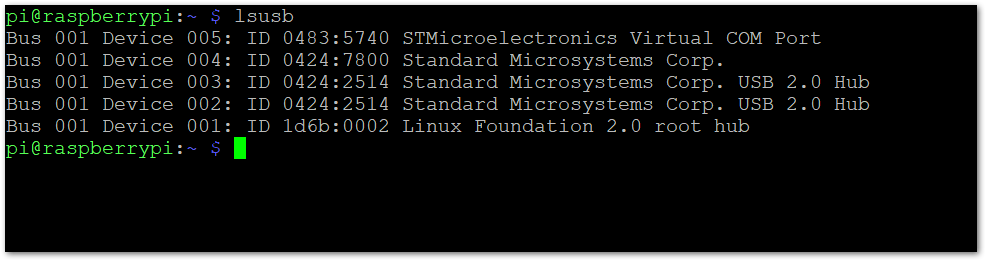 pi@raspberrypi:~ $ lsusb
Bus 001 Device 005: ID 0483:5740 STMicroelectronics Virtual COM Port
Bus 001 Device 004: ID 0424:7800 Standard Microsystems Corp.
Bus 001 Device 003: ID 0424:2514 Standard Microsystems Corp. USB 2.0 Hub
Bus 001 Device 002: ID 0424:2514 Standard Microsystems Corp. USB 2.0 Hub
Bus 001 Device 001: ID 1d6b:0002 Linux Foundation 2.0 root hub
pi@raspberrypi:~ $